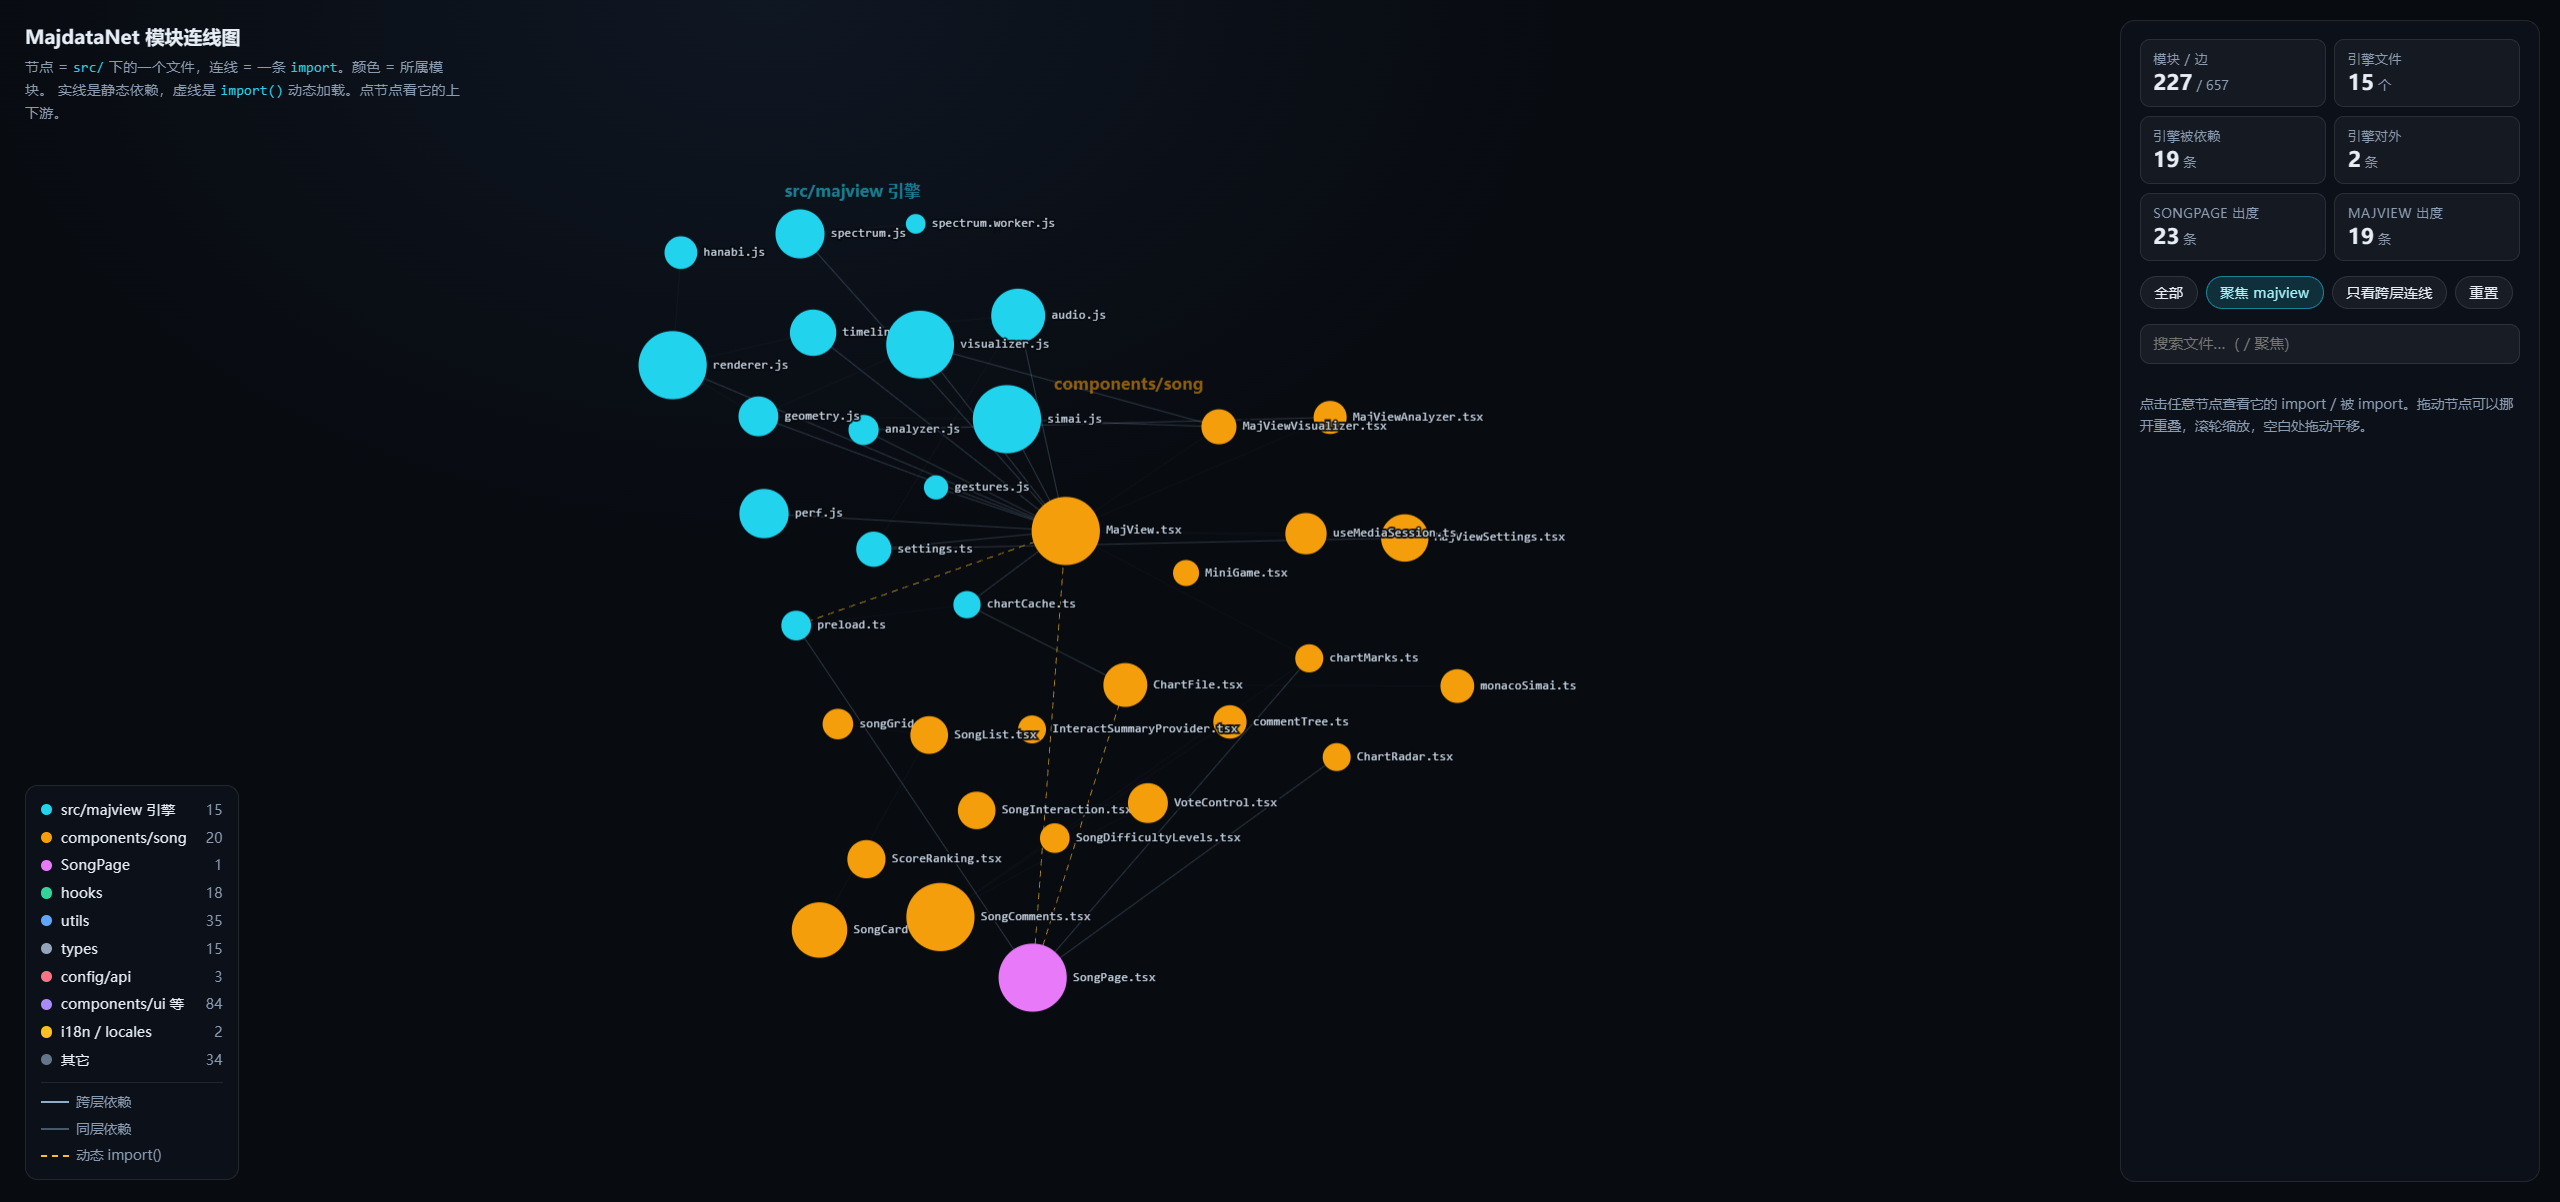 MajdataNet 模块连线图
节点 = src/ 下的一个文件，连线 = 一条 import。颜色 = 所属模
块。 实线是静态依赖，虚线是 import() 动态加载。点节点看它的上
下游。
src/majview 引擎
spectrum.js
spectrum.worker.js
hanabi.js
audio.js
timelin
visualizer.js
renderer.js
components/song
geometry.js
analyzer.js
simai.js
MajViewAnalyzer.tsx
MajViewVisualizer.tsx
gestures.js
perf.js
MajView.tsx
useMediaSession.ts
MajViewSettings.tsx
settings.ts
MiniGame.tsx
chartCache.ts
preload.ts
chartMarks.ts
ChartFile.tsx
monacoSimai.ts
songGrid
SongList.tsx
InteractSummaryProvider.tsx
commentTree.ts
ChartRadar.tsx
SongInteraction.tsx
VoteControl.tsx
SongDifficultyLevels.tsx
ScoreRanking.tsx
SongCard
SongComments.tsx
SongPage.tsx
src/majview 引擎 15
components/song 20
SongPage 1
hooks 18
utils 35
types 15
config/api 3
components/ui 等 84
i18n / locales 2
其它 34
跨层依赖
同层依赖
动态 import()
模块 / 边
227 / 657
引擎文件
15 个
引擎被依赖
19 条
引擎对外
2 条
SONGPAGE 出度
23 条
MAJVIEW 出度
19 条
全部 聚焦 majview 只看跨层连线 重置
搜索文件… ( / 聚焦)
点击任意节点查看它的 import / 被 import。拖动节点可以挪
开重叠，滚轮缩放，空白处拖动平移。